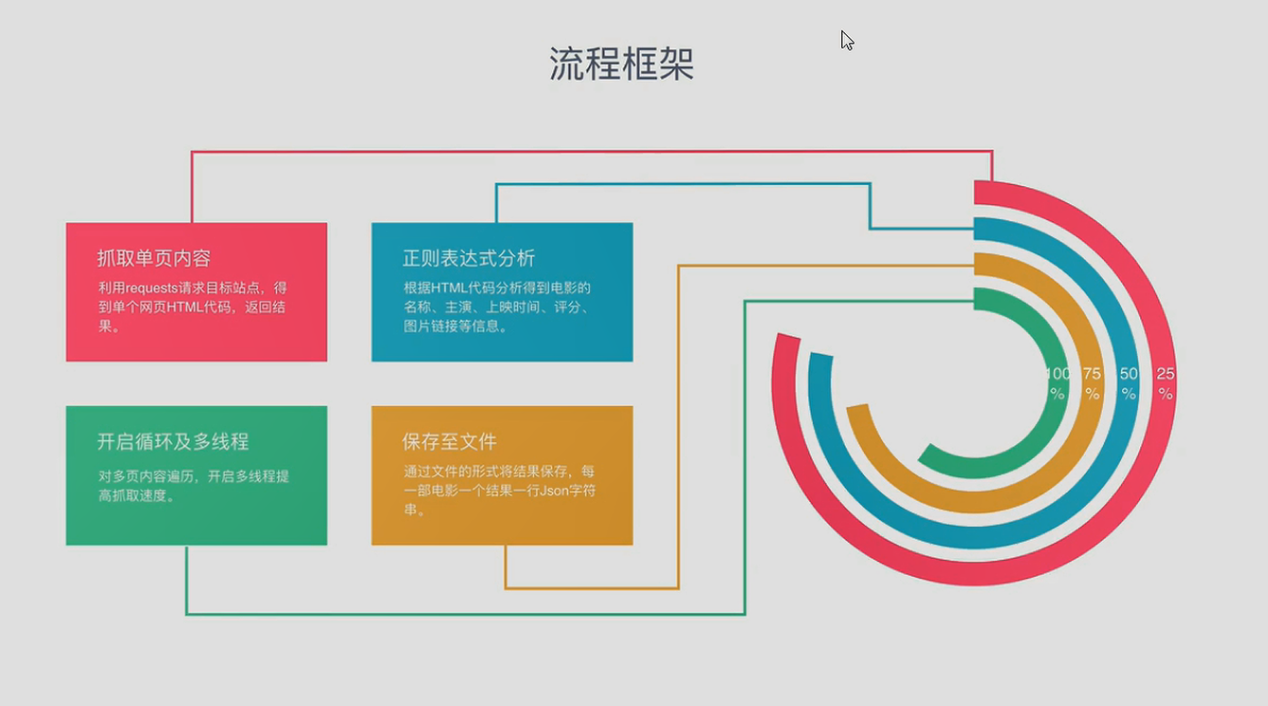 流程框架
抓取单页内容
利用requests请求目标站点，得
到单个网页HTML代码，返回结
果。
正则表达式分析
根据HTML代码分析得到电影的
名称、主演、上映时间、评分、
图片链接等信息。
开启循环及多线程
对多页内容遍历，开启多线程提
高抓取速度。
保存至文件
通过文件的形式将结果保存，每
一部电影一个结果一行Json字符
串。
100
%
75
%
50
%
25
%